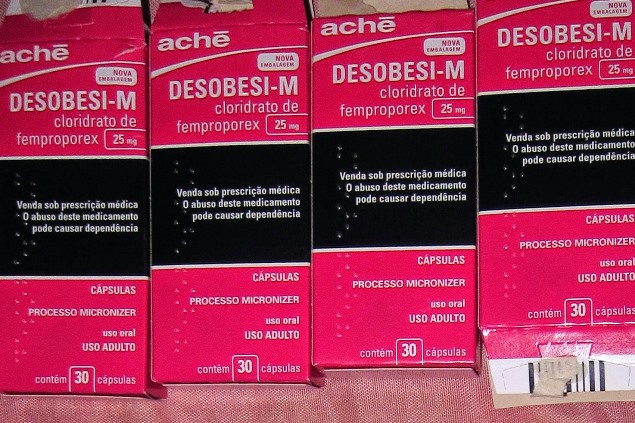 achē
NOVA
EMBALAGEM
DESOBESI-M
cloridrato de
femproporex 25 mg
Venda sob prescrição médica
O abuso deste medicamento
pode causar dependência
CÁPSULAS
PROCESSO MICRONIZER
uso oral
USO ADULTO
contém 30 cápsulas
achē
NOVA
EMBALAGEM
DESOBESI-M
cloridrato de
femproporex 25 mg
Venda sob prescrição médica
O abuso deste medicamento
pode causar dependência
CÁPSULAS
PROCESSO MICRONIZER
uso oral
USO ADULTO
contém 30 cápsulas
achē
NOVA
EMBALAGEM
DESOBESI-M
cloridrato de
femproporex 25 mg
Venda sob prescrição médica
O abuso deste medicamento
pode causar dependência
CÁPSULAS
PROCESSO MICRONIZER
uso oral
USO ADULTO
contém 30 cápsulas
NOVA
EMBALAGEM
DESOBESI-M
cloridrato de
femproporex 25 mg
Venda sob prescrição médica
O abuso deste medicamento
pode causar dependência
CÁPSULAS
PROCESSO MICRONIZER
uso oral
USO ADULTO
contém 30 cápsulas